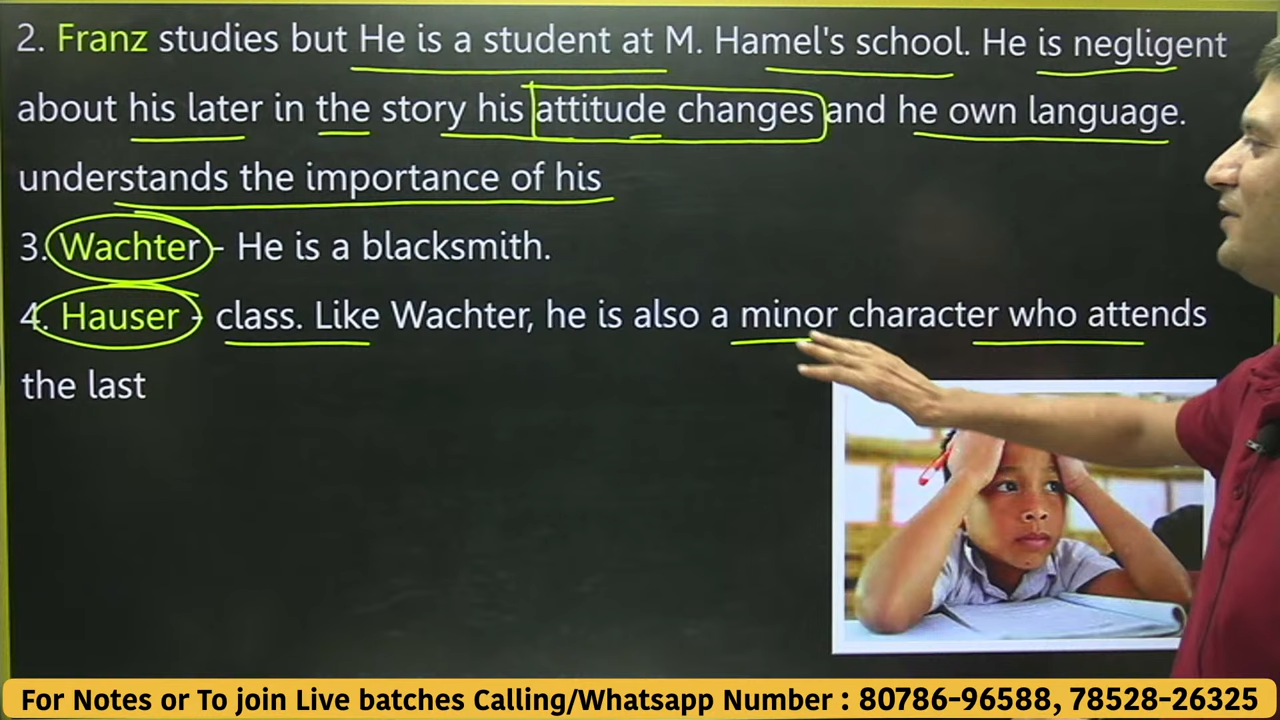 2. Franz studies but He is a student at M. Hamel's school. He is negligent
about his later in the story his attitude changes and he own language.
understands the importance of his
3. Wachter - He is a blacksmith.
4. Hauser - class. Like Wachter, he is also a minor character who attends
the last
For Notes or To join Live batches Calling/Whatsapp Number : 80786-96588, 78528-26325